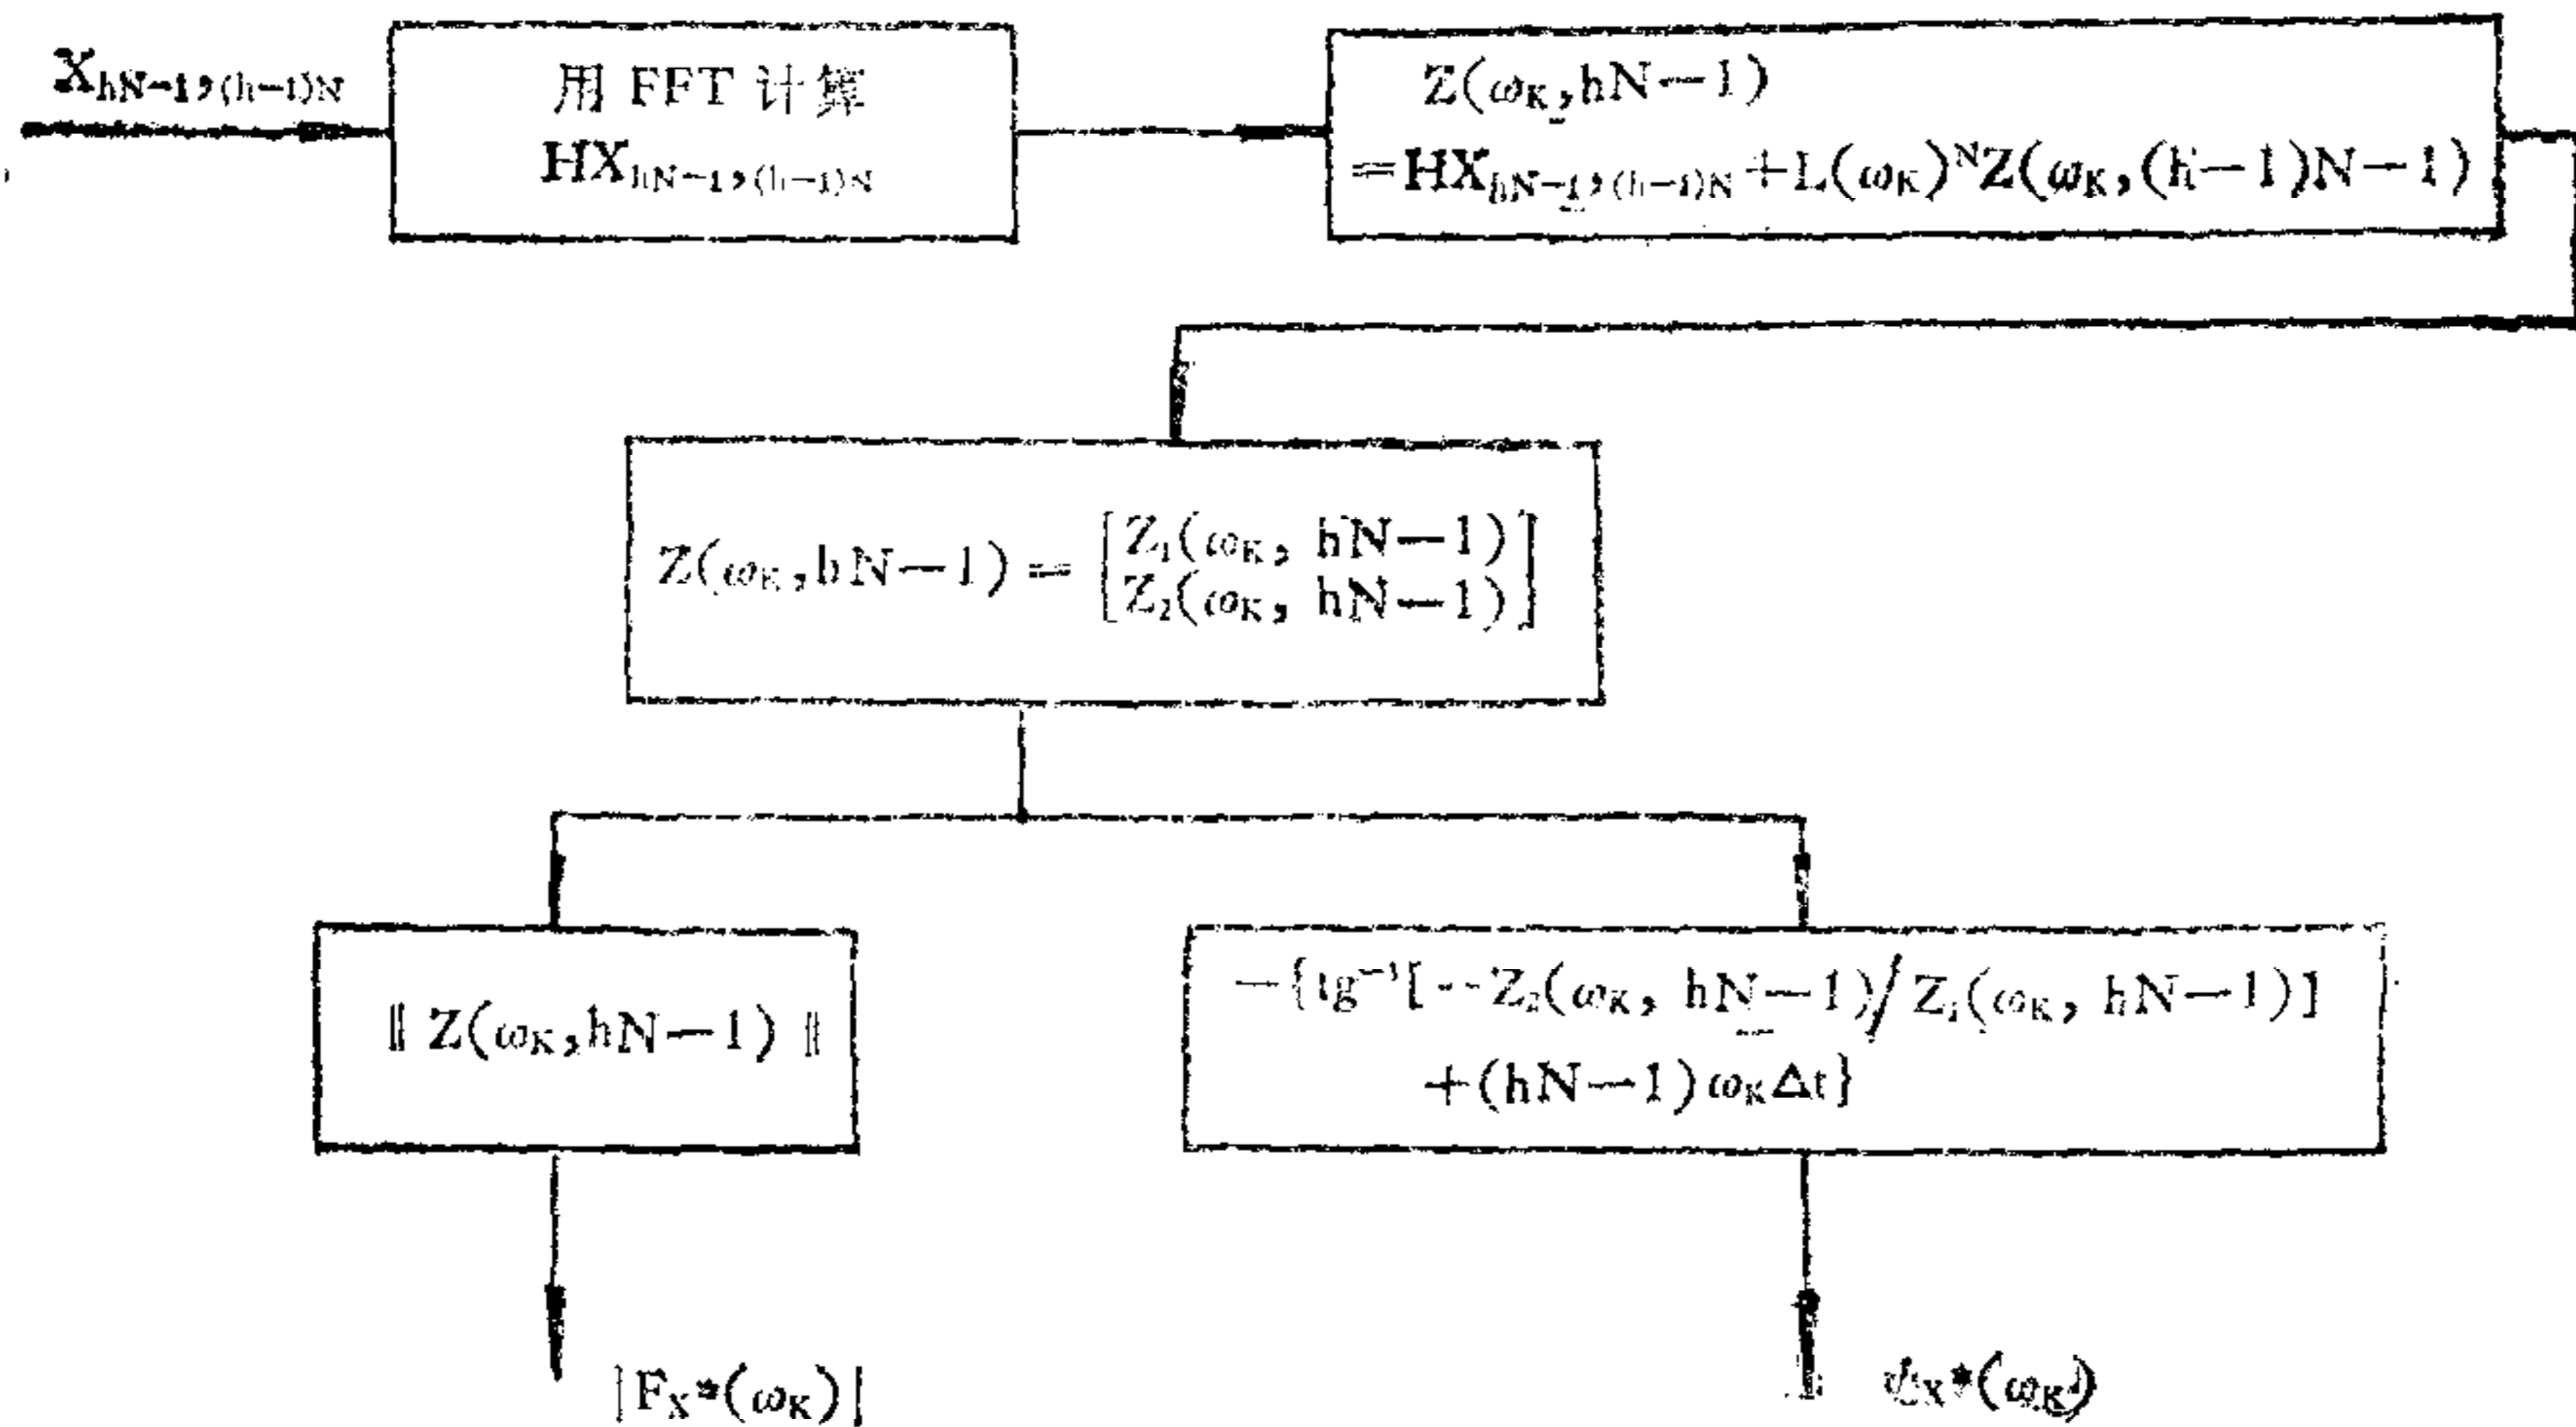 X_{hN-1,(h-1)N}
用 FFT 计算
HX_{hN-1,(h-1)N}
Z(ω_K,hN-1)
=HX_{hN-1,(h-1)N}+L(ω_K)^N Z(ω_K,(h-1)N-1)
Z(ω_K,hN-1)=[Z_1(ω_K, hN-1)
Z_2(ω_K, hN-1)]
‖Z(ω_K,hN-1)‖
-{tg^{-1}[-Z_2(ω_K, hN-1)/Z_1(ω_K, hN-1)]
+(hN-1)ω_KΔt}
|F_X*(ω_K)|
_X*(ω_K)